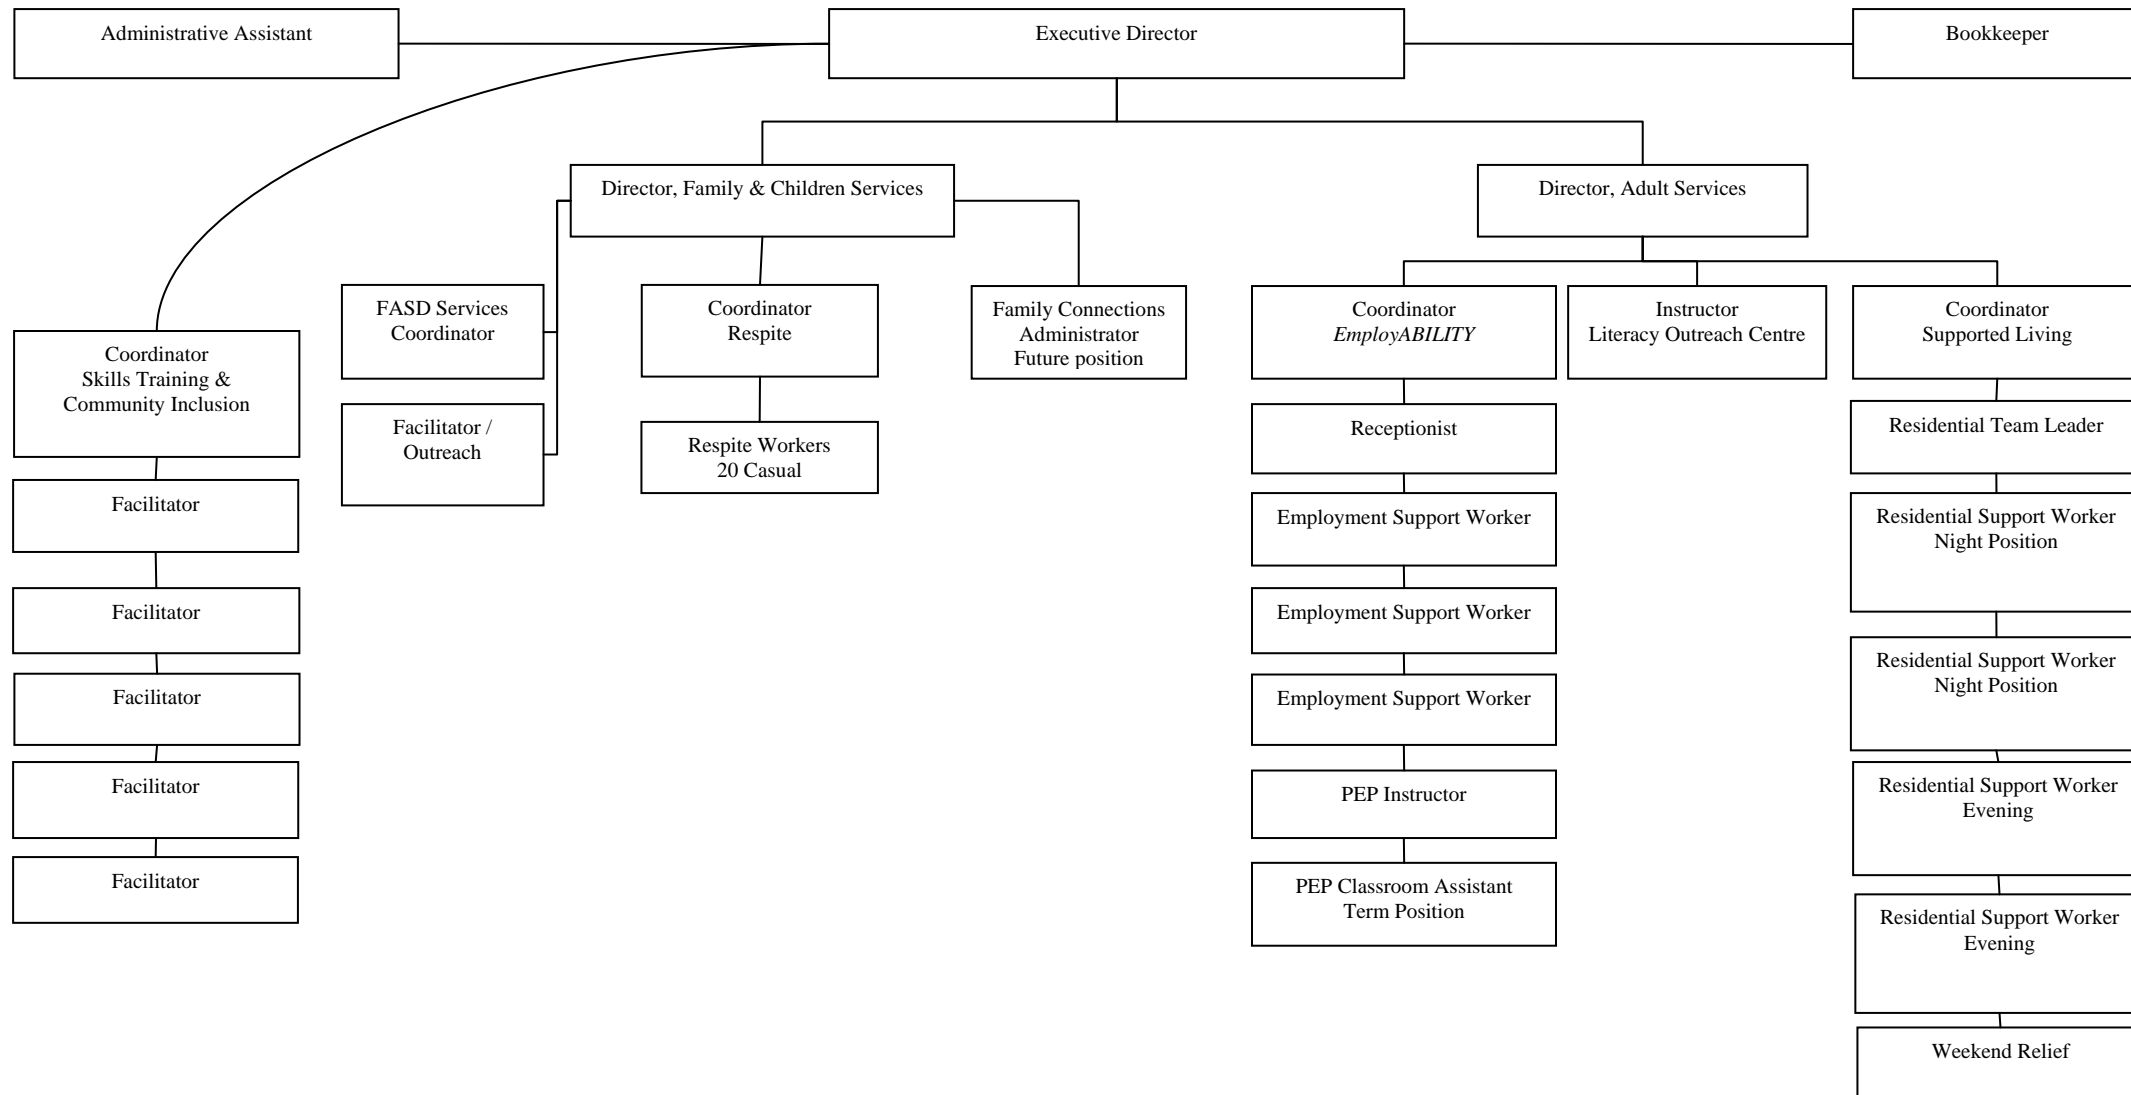 Administrative Assistant
Executive Director
Bookkeeper
Director, Family & Children Services
Director, Adult Services
FASD Services
Coordinator
Coordinator
Respite
Family Connections
Administrator
Future position
Coordinator
EmployABILITY
Instructor
Literacy Outreach Centre
Coordinator
Supported Living
Coordinator
Skills Training &
Community Inclusion
Facilitator /
Outreach
Respite Workers
20 Casual
Receptionist
Residential Team Leader
Facilitator
Employment Support Worker
Residential Support Worker
Night Position
Facilitator
Employment Support Worker
Residential Support Worker
Night Position
Facilitator
Employment Support Worker
Facilitator
PEP Instructor
Residential Support Worker
Evening
Facilitator
PEP Classroom Assistant
Term Position
Residential Support Worker
Evening
Weekend Relief